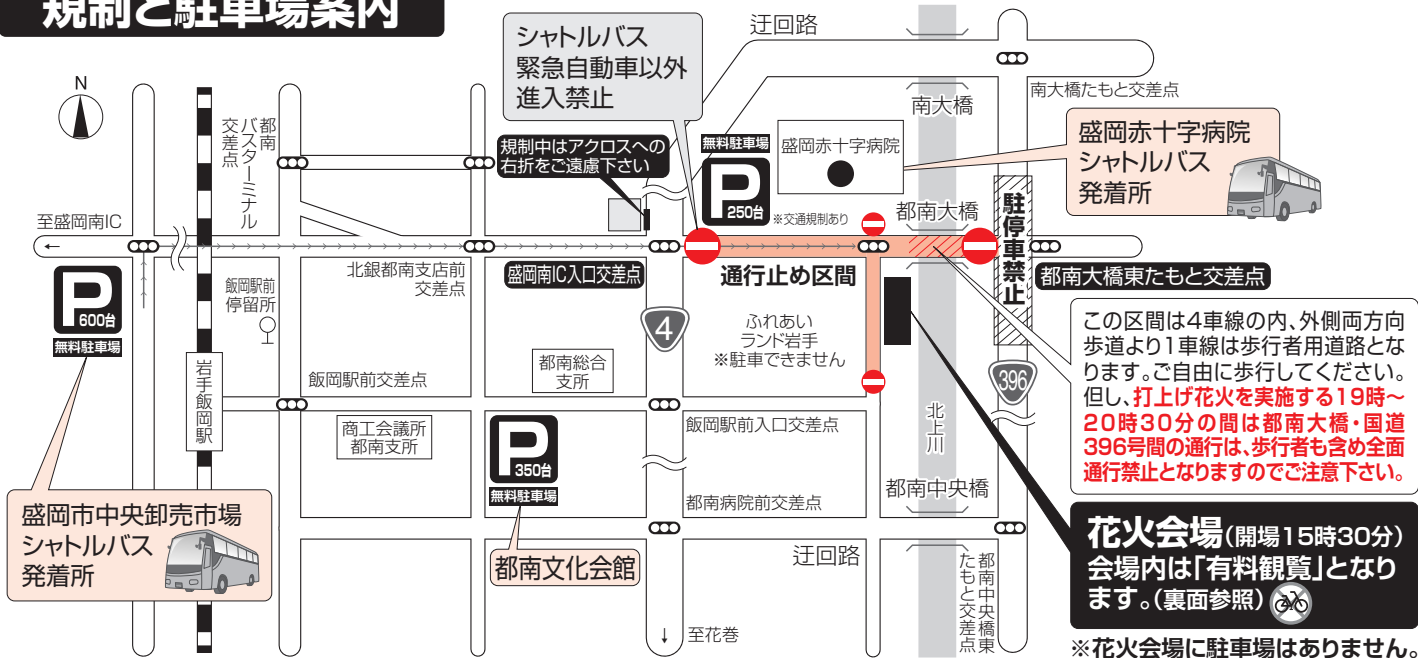 規制と駐車場案内
シャトルバス
緊急自動車以外
進入禁止
迂回路
南大橋
南大橋たもと交差点
盛岡赤十字病院
シャトルバス
発着所
N
都南
バスターミナル
交差点
規制中はアクロスへの
右折をご遠慮下さい
無料駐車場
P
250台
※交通規制あり
盛岡赤十字病院
都南大橋
駐停車禁止
至盛岡南IC
←
P
600台
無料駐車場
飯岡駅前
停留所
北銀都南支店前
交差点
盛岡南IC入口交差点
通行止め区間
都南大橋東たもと交差点
4
ふれあい
ランド岩手
※駐車できません
この区間は4車線の内、外側両方向
歩道より1車線は歩行者用道路とな
ります。ご自由に歩行してください。
但し、打上げ花火を実施する19時〜
20時30分の間は都南大橋・国道
396号間の通行は、歩行者も含め全面
通行禁止となりますのでご注意下さい。
岩手飯岡駅
飯岡駅前交差点
都南総合
支所
396
北上川
商工会議所
都南支所
P
350台
無料駐車場
飯岡駅前入口交差点
都南病院前交差点
都南中央橋
盛岡市中央卸売市場
シャトルバス
発着所
都南文化会館
迂回路
都南中央橋東
たもと交差点
花火会場(開場15時30分)
会場内は「有料観覧」となり
ます。(裏面参照)
↓至花巻
※花火会場に駐車場はありません。